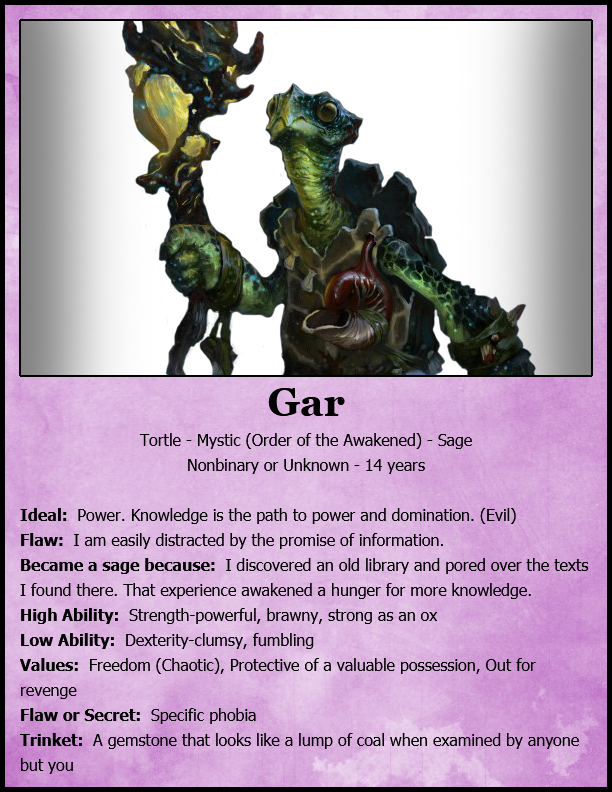 Gar
Tortle - Mystic (Order of the Awakened) - Sage
Nonbinary or Unknown - 14 years
Ideal: Power. Knowledge is the path to power and domination. (Evil)
Flaw: I am easily distracted by the promise of information.
Became a sage because: I discovered an old library and pored over the texts
I found there. That experience awakened a hunger for more knowledge.
High Ability: Strength-powerful, brawny, strong as an ox
Low Ability: Dexterity-clumsy, fumbling
Values: Freedom (Chaotic), Protective of a valuable possession, Out for
revenge
Flaw or Secret: Specific phobia
Trinket: A gemstone that looks like a lump of coal when examined by anyone
but you